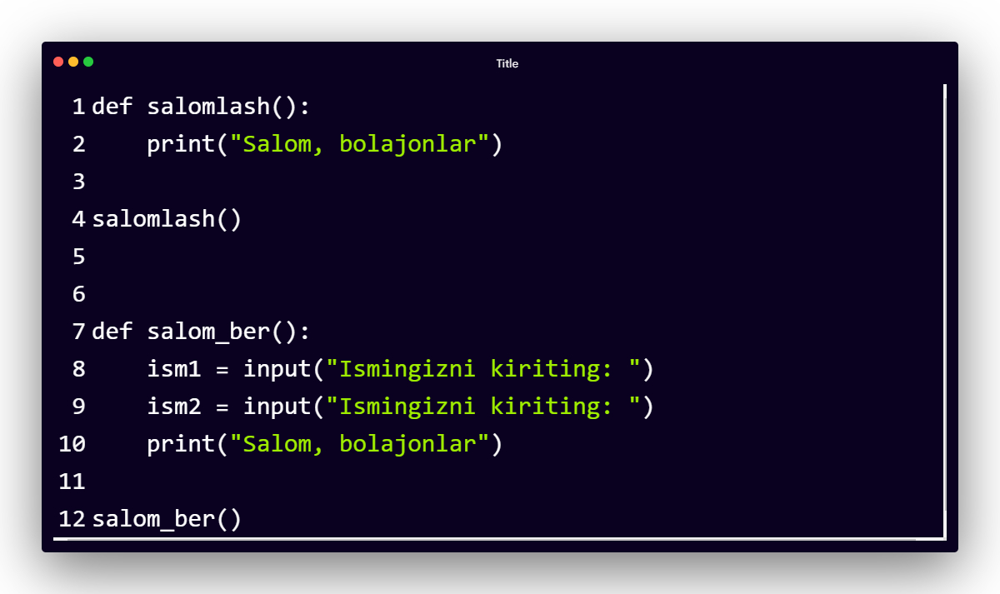 Title
1 def salomlash():
2     print("Salom, bolajonlar")
3
4 salomlash()
5
6
7 def salom_ber():
8     ism1 = input("Ismingizni kiriting: ")
9     ism2 = input("Ismingizni kiriting: ")
10     print("Salom, bolajonlar")
11
12 salom_ber()